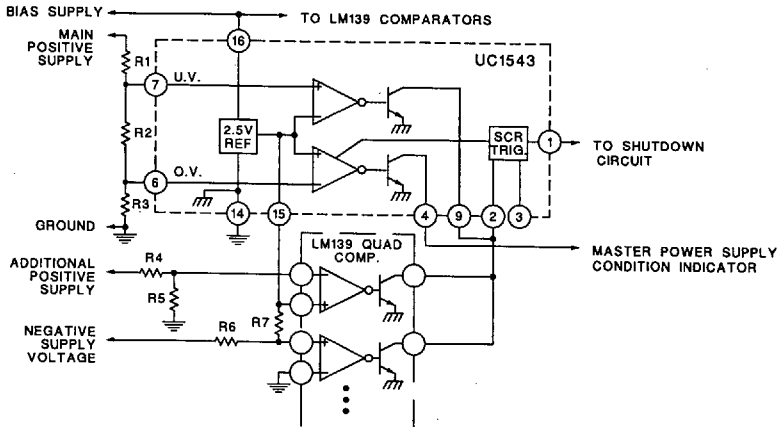 BIAS SUPPLY
TO LM139 COMPARATORS
MAIN
POSITIVE
SUPPLY
16
UC1543
R1
7
U.V.
+
-
R2
2.5V
REF
SCR
TRIG.
1
TO SHUTDOWN
CIRCUIT
+
-
6
O.V.
R3
GROUND
14
15
4
9
2
3
LM139 QUAD
COMP.
MASTER POWER SUPPLY
CONDITION INDICATOR
ADDITIONAL
POSITIVE
SUPPLY
R4
R5
-
+
NEGATIVE
SUPPLY
VOLTAGE
R6
R7
+
-